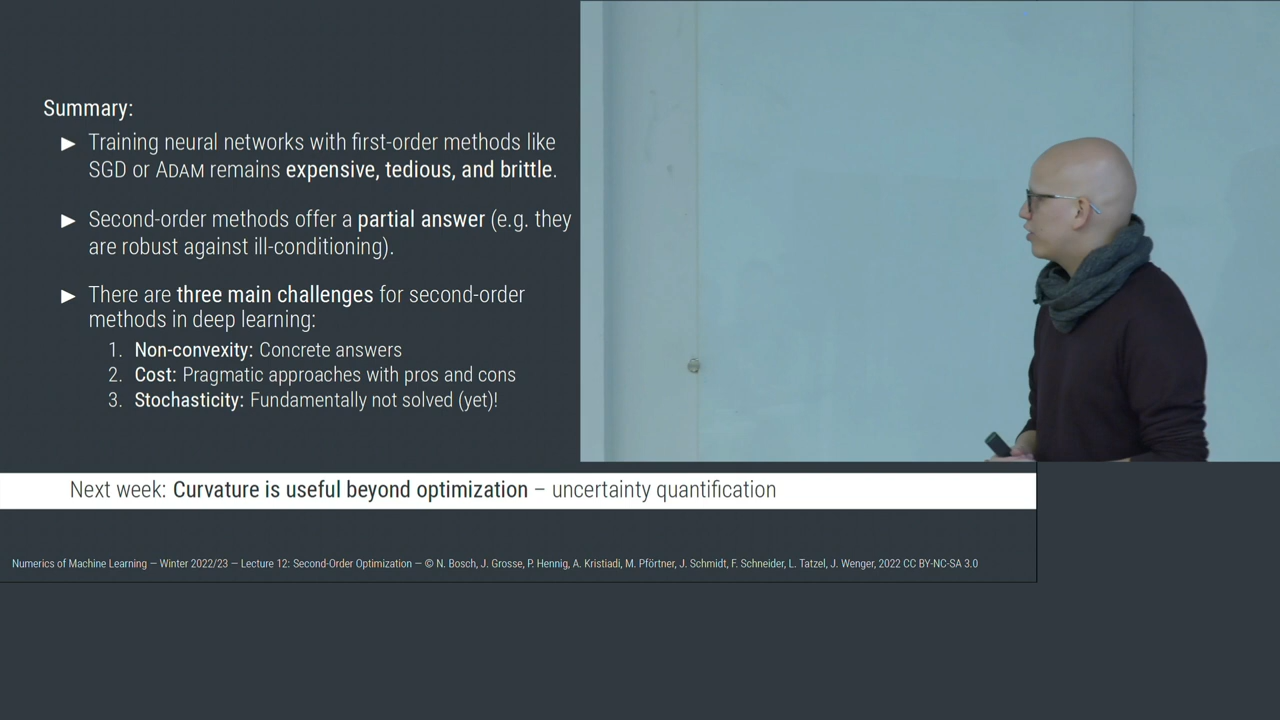 Summary:
▶ Training neural networks with first-order methods like
SGD or ADAM remains expensive, tedious, and brittle.
▶ Second-order methods offer a partial answer (e.g. they
are robust against ill-conditioning).
▶ There are three main challenges for second-order
methods in deep learning:
1. Non-convexity: Concrete answers
2. Cost: Pragmatic approaches with pros and cons
3. Stochasticity: Fundamentally not solved (yet)!
Next week: Curvature is useful beyond optimization – uncertainty quantification
Numerics of Machine Learning — Winter 2022/23 — Lecture 12: Second-Order Optimization — © N. Bosch, J. Grosse, P. Hennig, A. Kristiadi, M. Pförtner, J. Schmidt, F. Schneider, L. Tatzel, J. Wenger, 2022 CC BY-NC-SA 3.0